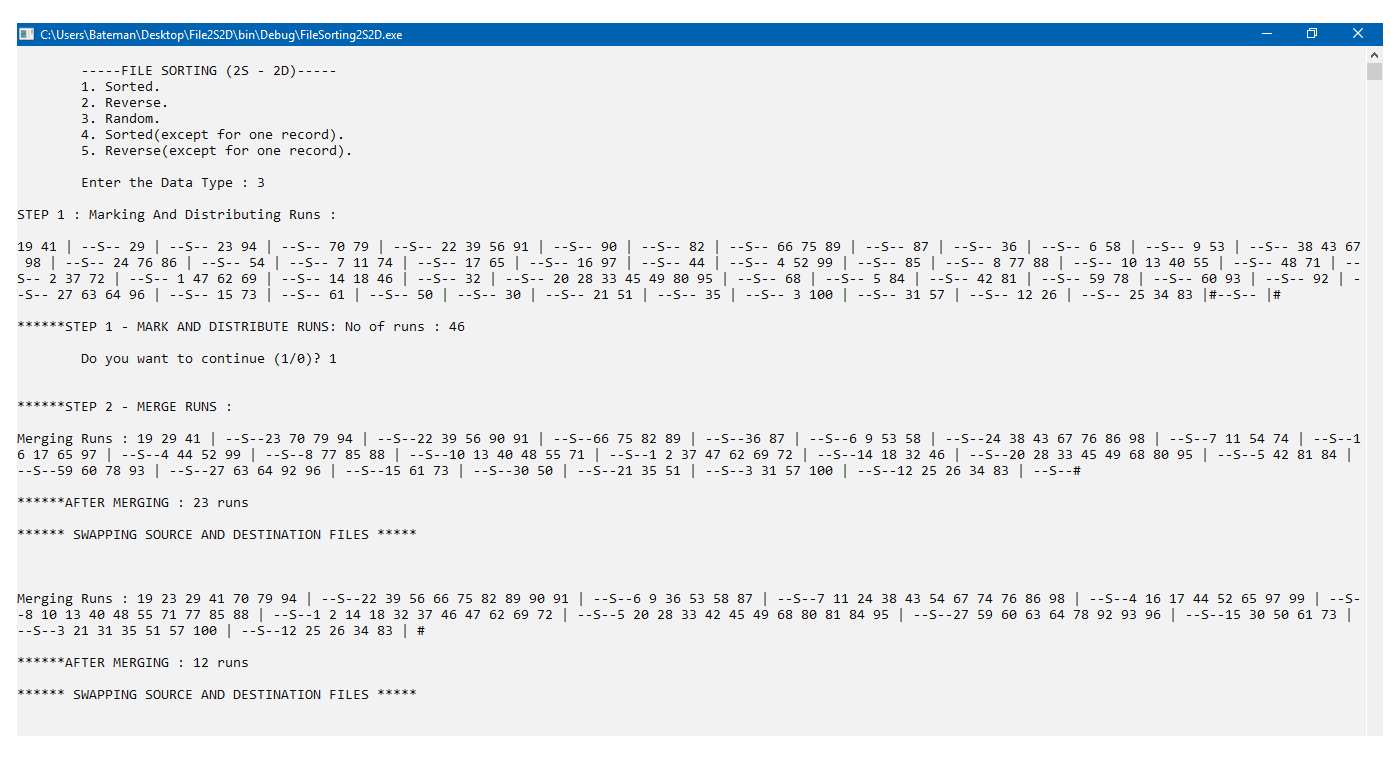 C:\Users\Bateman\Desktop\File2S2D\bin\Debug\FileSorting2S2D.exe
-----FILE SORTING (2S - 2D)-----
1. Sorted.
2. Reverse.
3. Random.
4. Sorted(except for one record).
5. Reverse(except for one record).
Enter the Data Type : 3
STEP 1 : Marking And Distributing Runs :
19 41 | --S-- 29 | --S-- 23 94 | --S-- 70 79 | --S-- 22 39 56 91 | --S-- 90 | --S-- 82 | --S-- 66 75 89 | --S-- 87 | --S-- 36 | --S-- 6 58 | --S-- 9 53 | --S-- 38 43 67
98 | --S-- 24 76 86 | --S-- 54 | --S-- 7 11 74 | --S-- 17 65 | --S-- 16 97 | --S-- 44 | --S-- 4 52 99 | --S-- 85 | --S-- 8 77 88 | --S-- 10 13 40 55 | --S-- 48 71 | --
S-- 2 37 72 | --S-- 1 47 62 69 | --S-- 14 18 46 | --S-- 32 | --S-- 20 28 33 45 49 80 95 | --S-- 68 | --S-- 5 84 | --S-- 42 81 | --S-- 59 78 | --S-- 60 93 | --S-- 92 | -
-S-- 27 63 64 96 | --S-- 15 73 | --S-- 61 | --S-- 50 | --S-- 30 | --S-- 21 51 | --S-- 35 | --S-- 3 100 | --S-- 31 57 | --S-- 12 26 | --S-- 25 34 83 |#--S-- |#
******STEP 1 - MARK AND DISTRIBUTE RUNS: No of runs : 46
Do you want to continue (1/0)? 1
******STEP 2 - MERGE RUNS :
Merging Runs : 19 29 41 | --S--23 70 79 94 | --S--22 39 56 90 91 | --S--66 75 82 89 | --S--36 87 | --S--6 9 53 58 | --S--24 38 43 67 76 86 98 | --S--7 11 54 74 | --S--1
6 17 65 97 | --S--4 44 52 99 | --S--8 77 85 88 | --S--10 13 40 48 55 71 | --S--1 2 37 47 62 69 72 | --S--14 18 32 46 | --S--20 28 33 45 49 68 80 95 | --S--5 42 81 84 |
--S--59 60 78 93 | --S--27 63 64 92 96 | --S--15 61 73 | --S--30 50 | --S--21 35 51 | --S--3 31 57 100 | --S--12 25 26 34 83 | --S--#
******AFTER MERGING : 23 runs
****** SWAPPING SOURCE AND DESTINATION FILES *****
Merging Runs : 19 23 29 41 70 79 94 | --S--22 39 56 66 75 82 89 90 91 | --S--6 9 36 53 58 87 | --S--7 11 24 38 43 54 67 74 76 86 98 | --S--4 16 17 44 52 65 97 99 | --S-
-8 10 13 40 48 55 71 77 85 88 | --S--1 2 14 18 32 37 46 47 62 69 72 | --S--5 20 28 33 42 45 49 68 80 81 84 95 | --S--27 59 60 63 64 78 92 93 96 | --S--15 30 50 61 73 |
--S--3 21 31 35 51 57 100 | --S--12 25 26 34 83 | #
******AFTER MERGING : 12 runs
****** SWAPPING SOURCE AND DESTINATION FILES *****